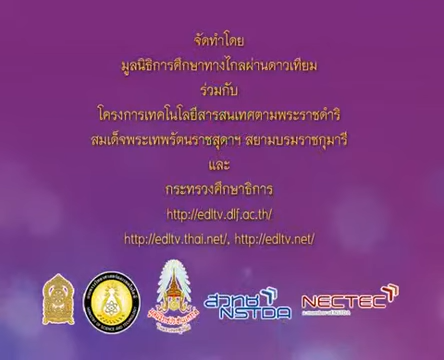 จัดทำโดย
มูลนิธิการศึกษาทางไกลผ่านดาวเทียม
ร่วมกับ
โครงการเทคโนโลยีสารสนเทศตามพระราชดำริ
สมเด็จพระเทพรัตนราชสุดาฯ สยามบรมราชกุมารี
และ
กระทรวงศึกษาธิการ
http://edltv.dlf.ac.th/
http://edltv.thai.net/, http://edltv.net/
สวทช
NSTDA
NECTEC